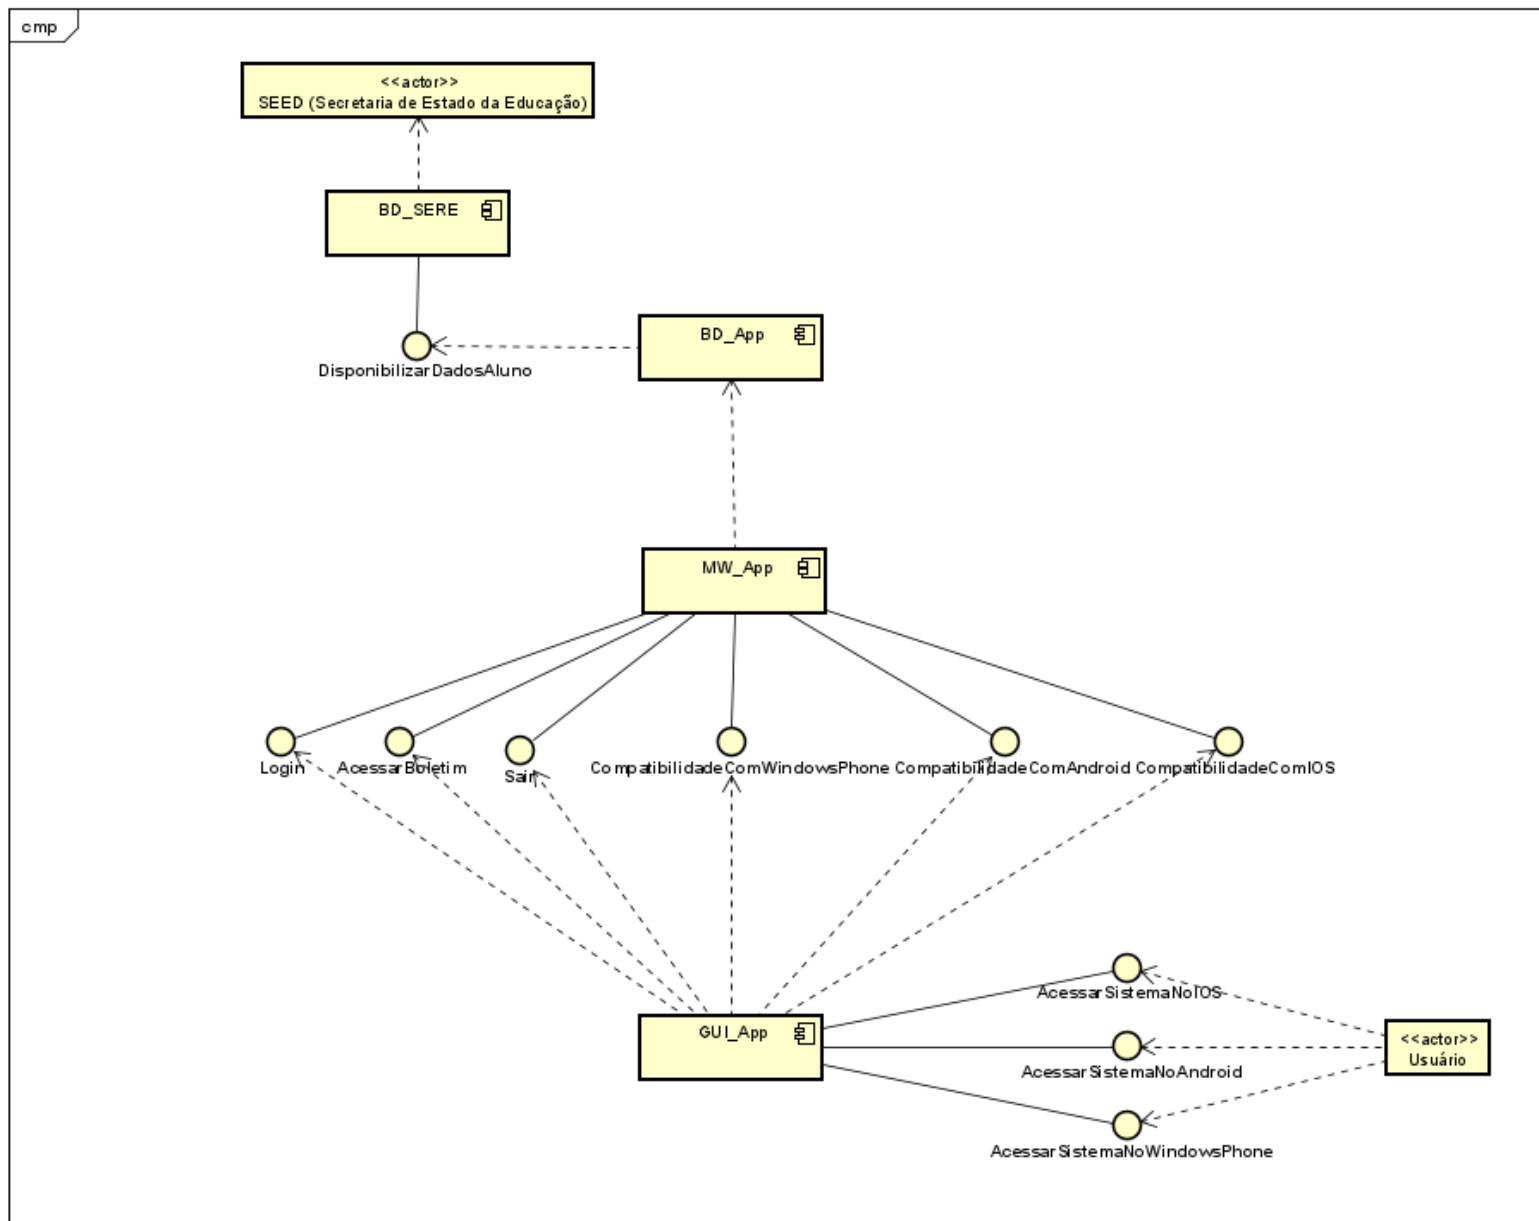 cmp
<<actor>>
SEED (Secretaria de Estado da Educação)
BD_SERE
BD_App
DisponibilizarDadosAluno
MW_App
Login
AcessarBoletim
Sair
CompatibilidadeComWindowsPhone
CompatibilidadeComAndroid
CompatibilidadeComIOS
GUI_App
AcessarSistemaNoIOS
<<actor>>
Usuário
AcessarSistemaNoAndroid
AcessarSistemaNoWindowsPhone